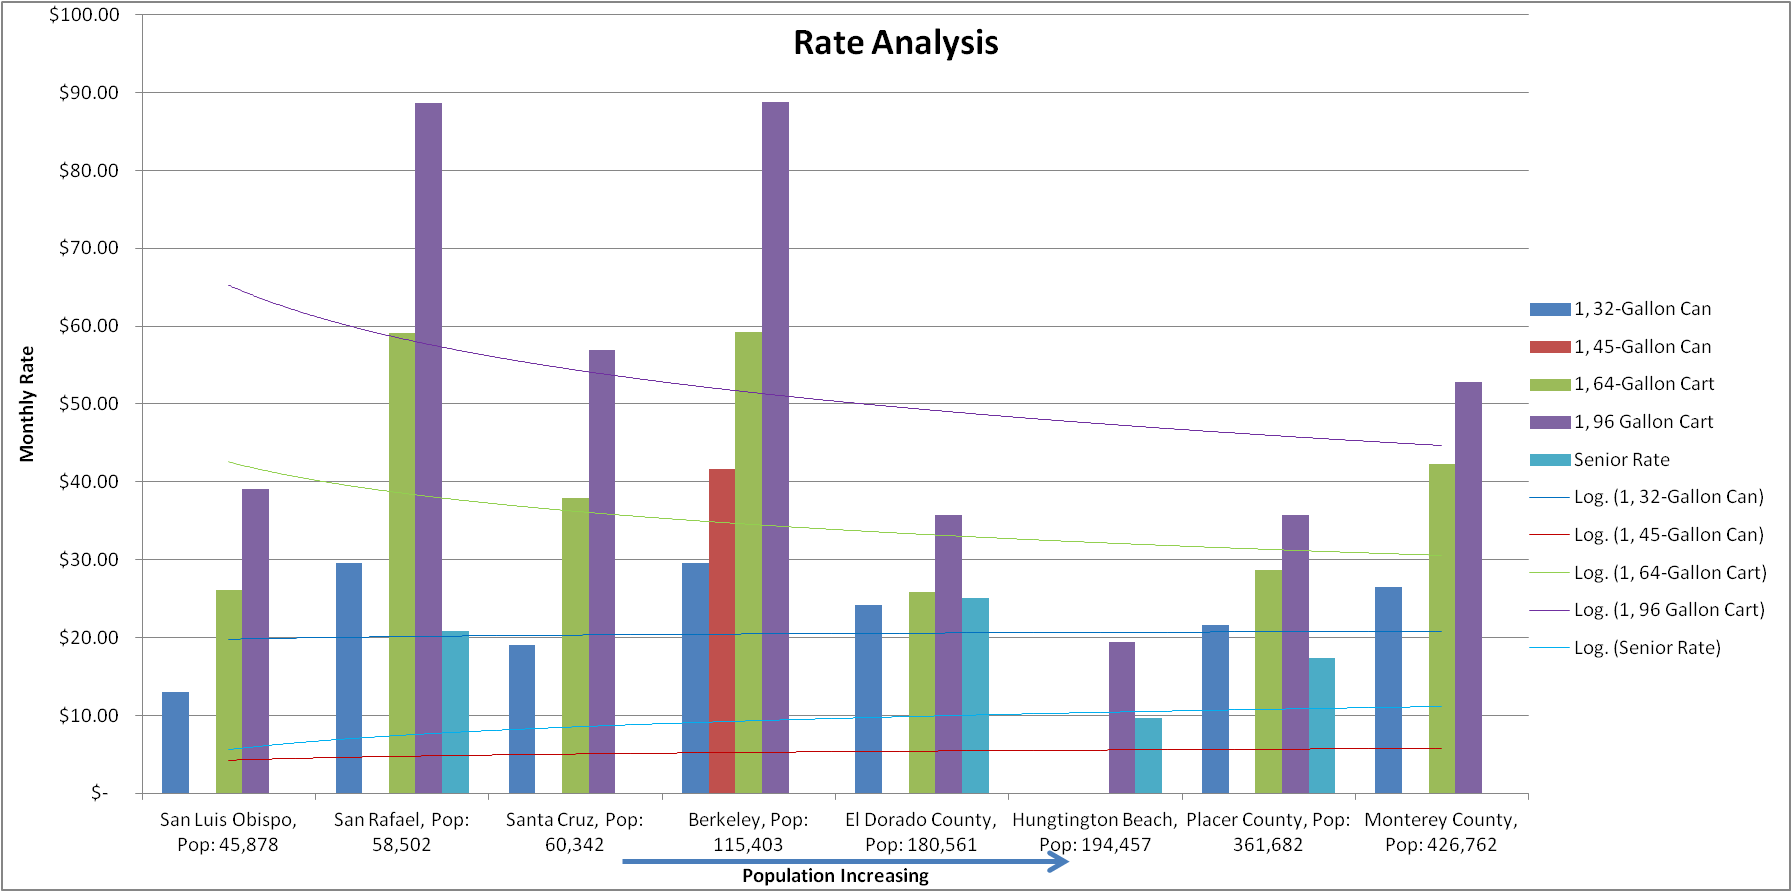 Rate Analysis
Monthly Rate
$100.00
$90.00
$80.00
$70.00
$60.00
$50.00
$40.00
$30.00
$20.00
$10.00
$-
San Luis Obispo,
Pop: 45,878
San Rafael, Pop:
58,502
Santa Cruz, Pop:
60,342
Berkeley, Pop:
115,403
El Dorado County,
Pop: 180,561
Hungtington Beach,
Pop: 194,457
Placer County, Pop:
361,682
Monterey County,
Pop: 426,762
Population Increasing
1, 32-Gallon Can
1, 45-Gallon Can
1, 64-Gallon Cart
1, 96 Gallon Cart
Senior Rate
Log. (1, 32-Gallon Can)
Log. (1, 45-Gallon Can)
Log. (1, 64-Gallon Cart)
Log. (1, 96 Gallon Cart)
Log. (Senior Rate)